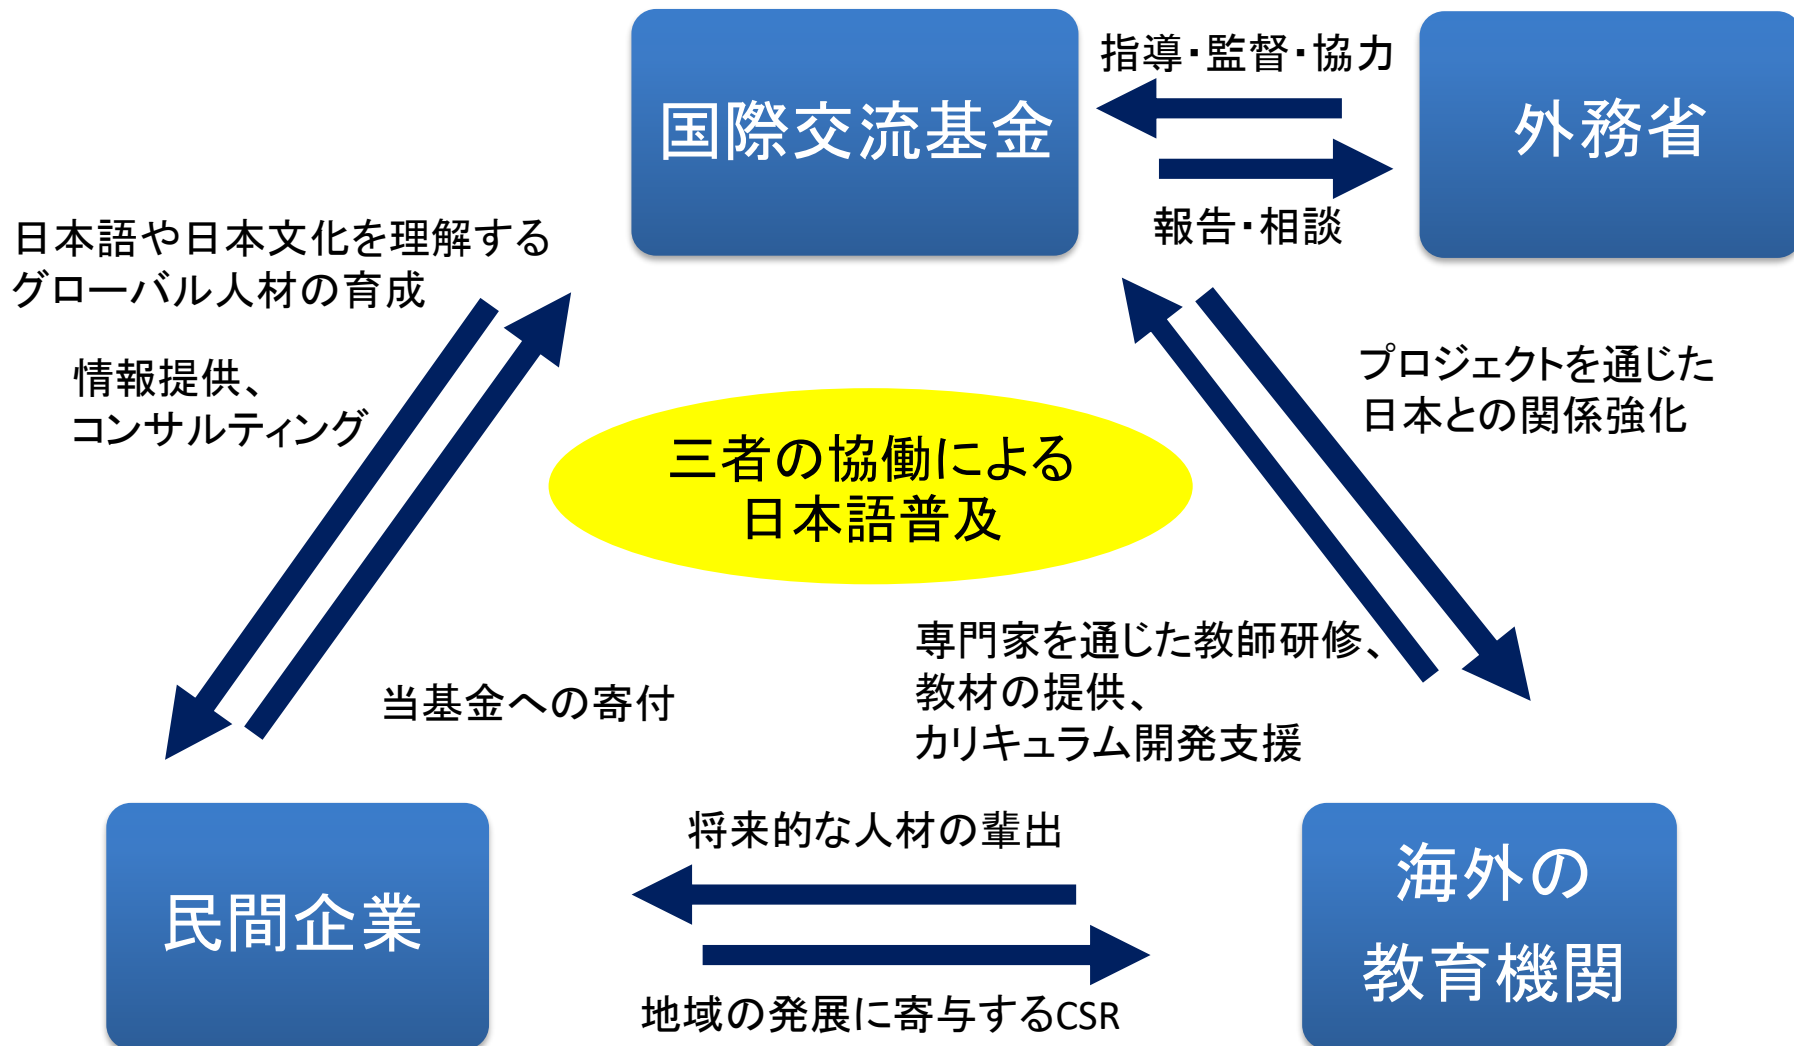 国際交流基金
指導・監督・協力
外務省
報告・相談
日本語や日本文化を理解する
グローバル人材の育成
情報提供、
コンサルティング
プロジェクトを通じた
日本との関係強化
三者の協働による
日本語普及
専門家を通じた教師研修、
教材の提供、
カリキュラム開発支援
当基金への寄付
将来的な人材の輩出
民間企業
海外の
教育機関
地域の発展に寄与するCSR